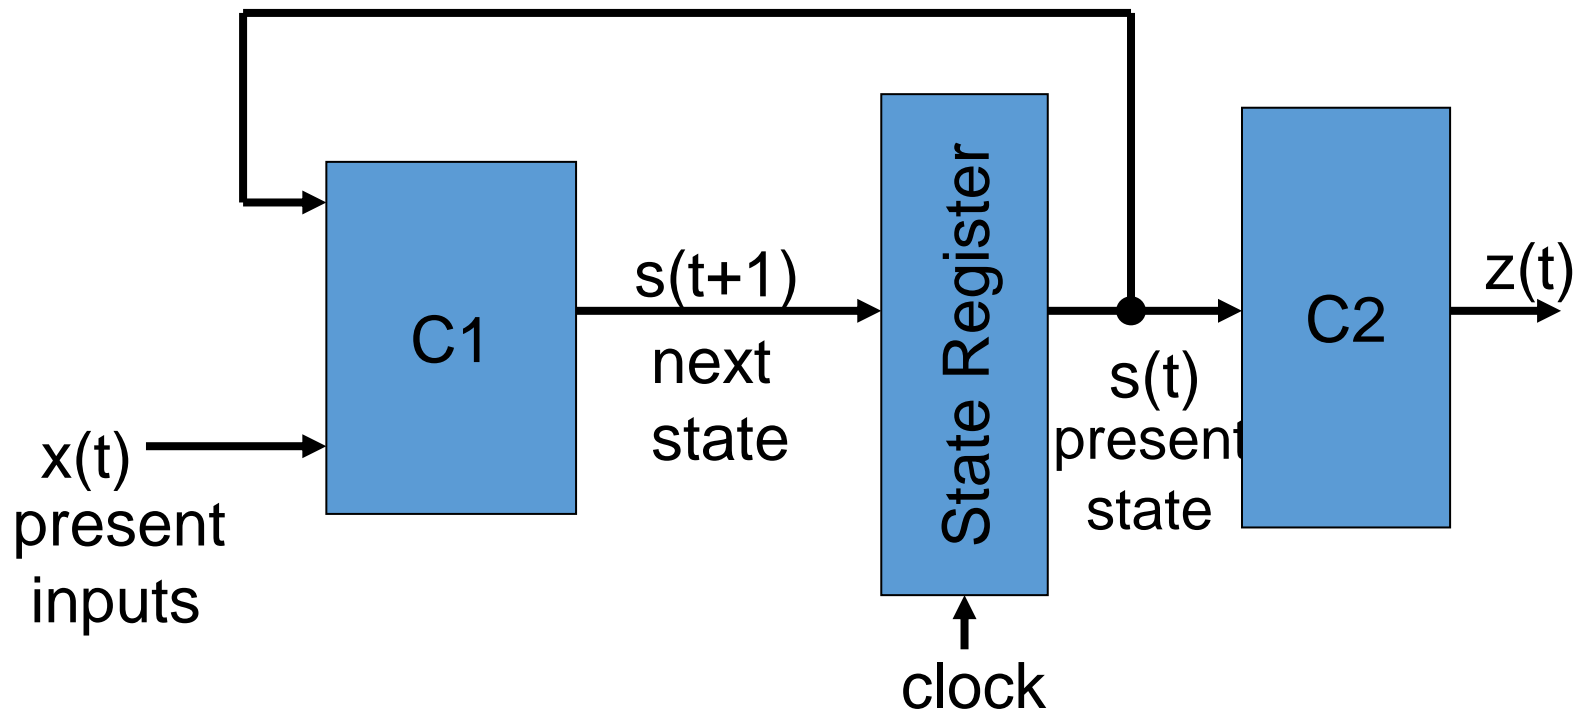 x(t)
present
inputs
C1
s(t+1)
next
state
State Register
clock
s(t)
present
state
C2
z(t)